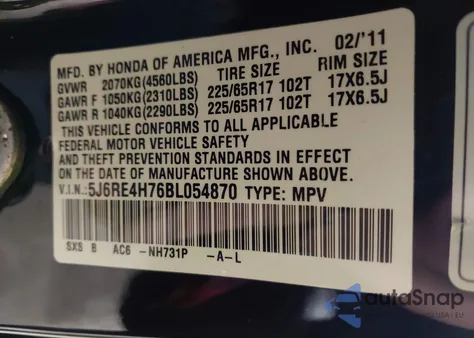 MFD. BY HONDA OF AMERICA MFG., INC. 02/'11
GVWR 2070KG(4560LBS) TIRE SIZE RIM SIZE
GAWR F 1050KG(2310LBS) 225/65R17 102T 17X6.5J
GAWR R 1040KG(2290LBS) 225/65R17 102T 17X6.5J
THIS VEHICLE CONFORMS TO ALL APPLICABLE
FEDERAL MOTOR VEHICLE SAFETY
AND THEFT PREVENTION STANDARDS IN EFFECT
ON THE DATE OF MANUFACTURE SHOWN ABOVE.
V.I.N.: 5J6RE4H76BL054870 TYPE: MPV
SXS B AC6 -NH731P -A-L
autaSnap
USA - EU